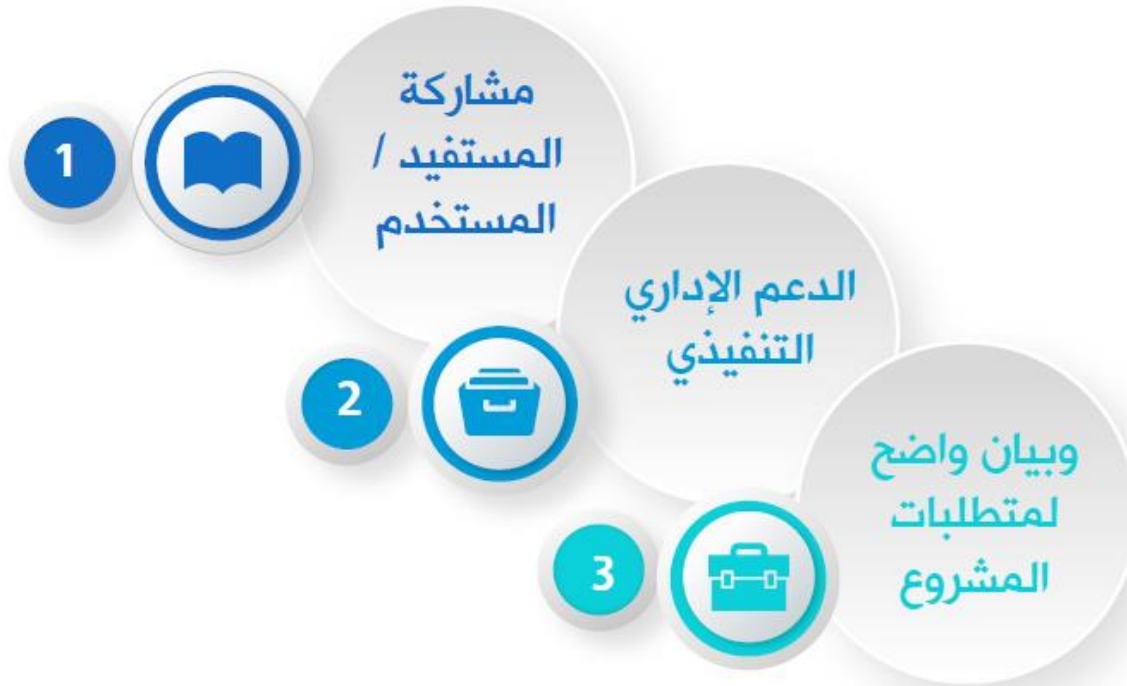 1
مشاركة
المستفيد /
المستخدم
2
الدعم الإداري
التنفيذي
3
وبيان واضح
لمتطلبات
المشروع